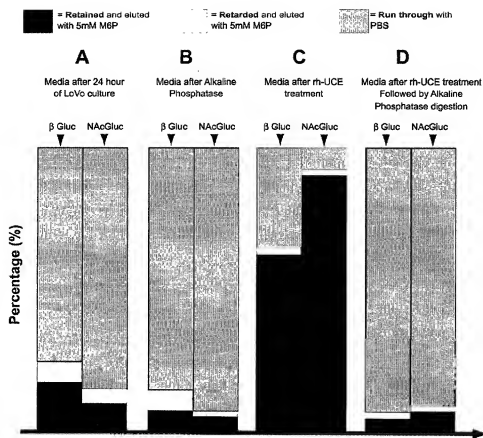 = Retained and eluted
with 5mM M6P
= Retarded and eluted
with 5mM M6P
= Run through with
PBS
A
B
C
D
Media after 24 hour
of LoVo culture
Media after Alkaline
Phosphatase
Media after rh-UCE
treatment
Media after rh-UCE treatment
Followed by Alkaline
Phosphatase digestion
β Gluc
NAcGluc
β Gluc
NAcGluc
β Gluc
NAcGluc
β Gluc
NAcGluc
Percentage (%)